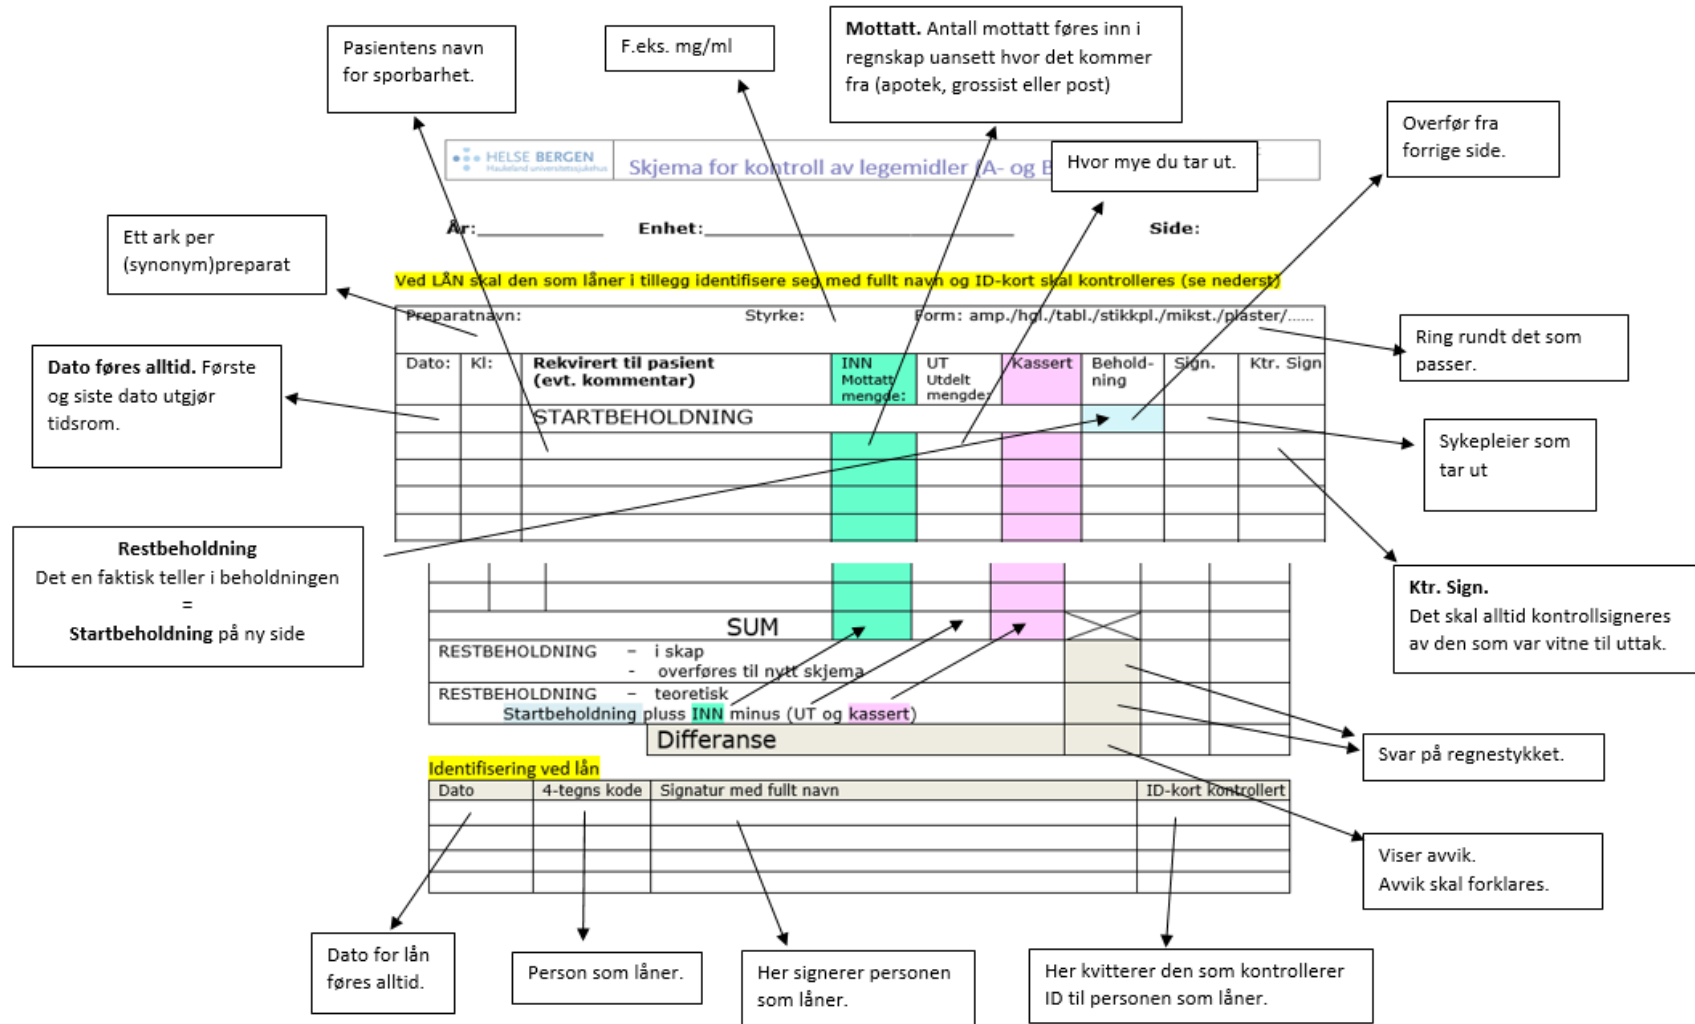 Pasientens navn
for sporbarhet.
F.eks. mg/ml
Mottatt. Antall mottatt føres inn i
regnskap uansett hvor det kommer
fra (apotek, grossist eller post)
Overfør fra
forrige side.
HELSE BERGEN
Haukeland universitetssjukehus
Skjema for kontroll av legemidler (A- og B
Hvor mye du tar ut.
Ett ark per
(synonym)preparat
År:
Enhet:
Side:
Ved LÅN skal den som låner i tillegg identifisere seg med fullt navn og ID-kort skal kontrolleres (se nederst)
Preparatnavn:
Styrke:
Form: amp./hgl./tabl./stikkpl./mikst./plaster/......
Ring rundt det som
passer.
Dato føres alltid. Første
og siste dato utgjør
tidsrom.
Dato:
Kl:
Rekvirert til pasient
(evt. kommentar)
INN
Mottatt
mengde:
UT
Utdelt
mengde:
Kassert
Behold-
ning
Sign.
Ktr. Sign
STARTBEHOLDNING
Sykepleier som
tar ut
Restbeholdning
Det en faktisk teller i beholdningen
=
Startbeholdning på ny side
Ktr. Sign.
Det skal alltid kontrollsigneres
av den som var vitne til uttak.
SUM
RESTBEHOLDNING – i skap
- overføres til nytt skjema
RESTBEHOLDNING – teoretisk
Startbeholdning pluss INN minus (UT og kassert)
Differanse
Svar på regnestykket.
Identifisering ved lån
Dato
4-tegns kode
Signatur med fullt navn
ID-kort kontrollert
Viser avvik.
Avvik skal forklares.
Dato for lån
føres alltid.
Person som låner.
Her signerer personen
som låner.
Her kvitterer den som kontrollerer
ID til personen som låner.